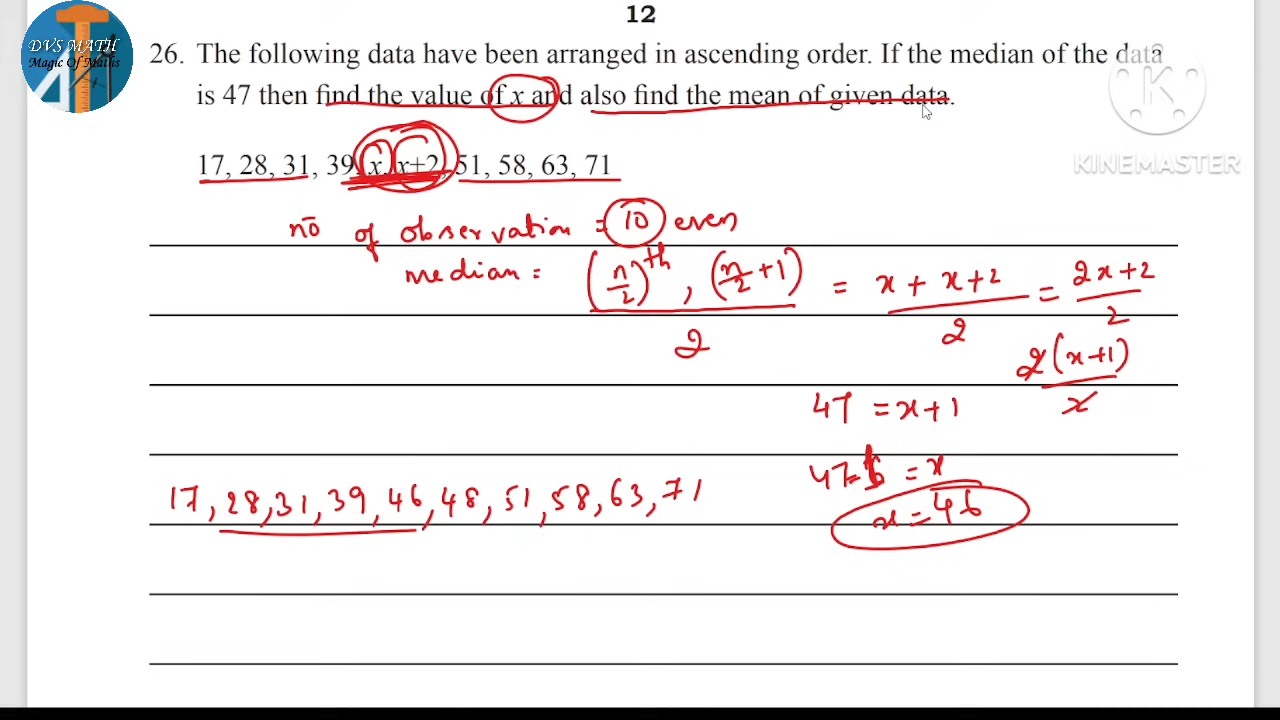 12
DVS MATH
Magic Of Maths
26. The following data have been arranged in ascending order. If the median of the data
is 47 then find the value of x and also find the mean of given data.
K
KINEMASTER
17, 28, 31, 39, x, x+2, 51, 58, 63, 71
no of observation = 10 even
median = (n/2)th, (n/2 + 1) / 2 = x + x+2 / 2 = 2x+2 / 2
2(x+1) / 2
47 = x+1
47-1 = x
x = 46
17, 28, 31, 39, 46, 48, 51, 58, 63, 71